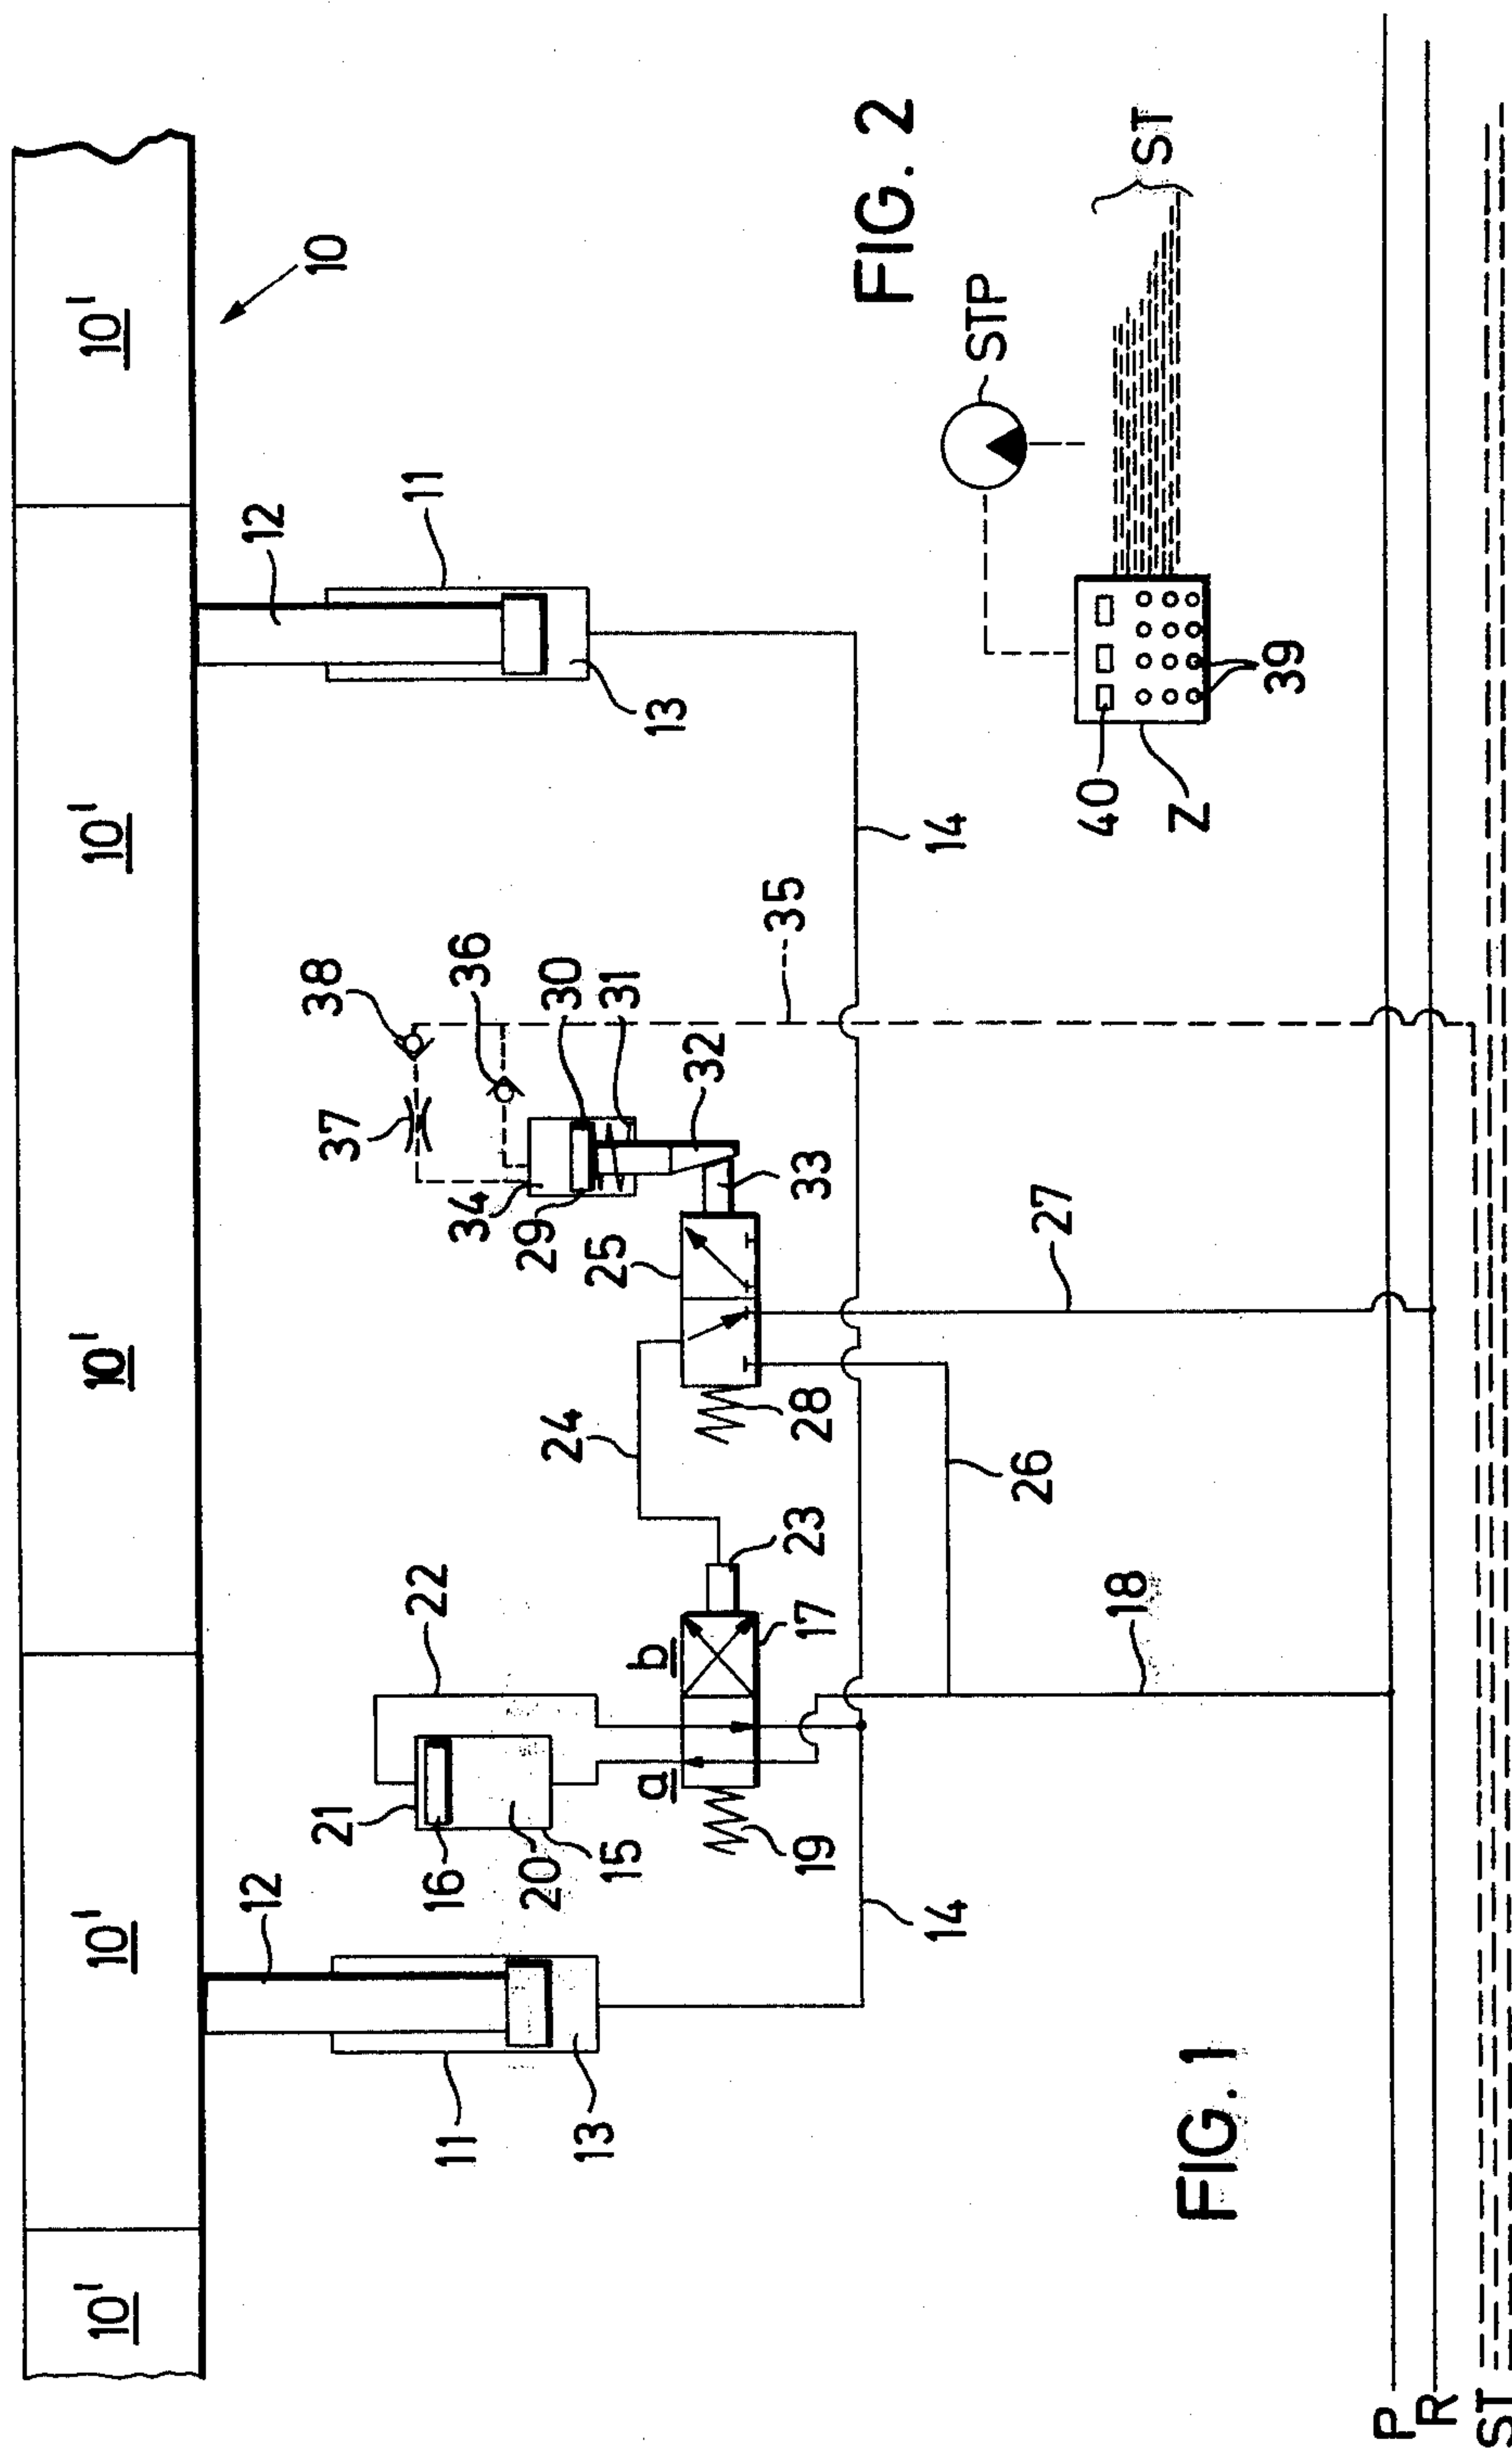 10' 10' 10' 10' 10'
10
12 12
11 11
13 13
14 14
21 22
16 20 15
a b
19 17 23
24
38 36 37
34 29 30 31 32
25 33
28
35
26 27
18
FIG. 1
P
R
ST
FIG. 2
STP
ST
40
Z
39